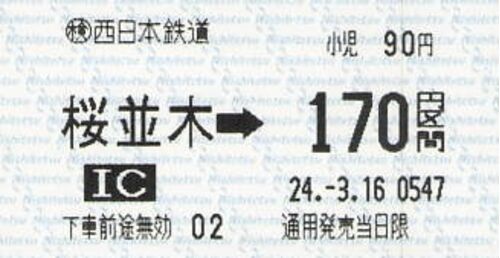 ㊝西日本鉄道
小児 90円
桜並木➡170円区間
IC 24.-3.16 0547
下車前途無効 02 通用発売当日限